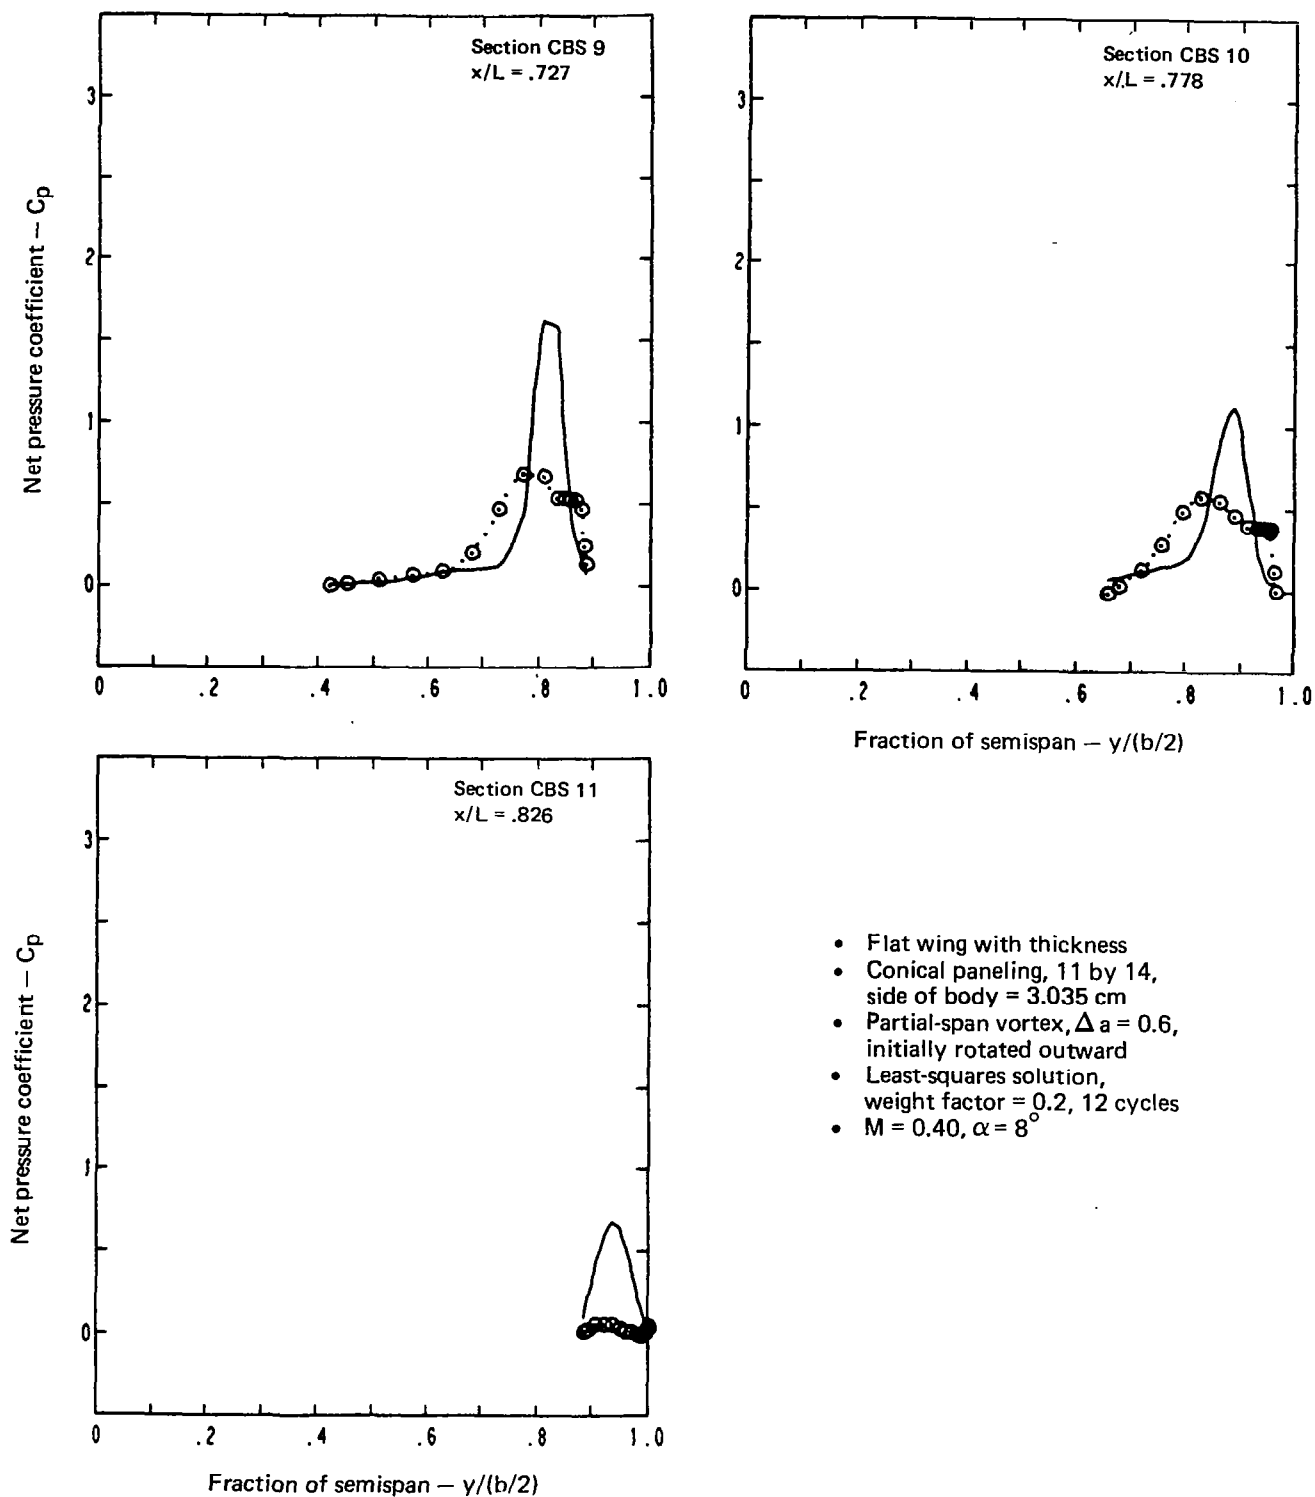 Section CBS 9
x/L = .727
3
2
1
0
Net pressure coefficient — Cp
0 .2 .4 .6 .8 1.0
Section CBS 10
x/L = .778
3
2
1
0
0 .2 .4 .6 .8 1.0
Fraction of semispan — y/(b/2)
Section CBS 11
x/L = .826
3
2
1
0
Net pressure coefficient — Cp
0 .2 .4 .6 .8 1.0
Fraction of semispan — y/(b/2)
• Flat wing with thickness
• Conical paneling, 11 by 14,
side of body = 3.035 cm
• Partial-span vortex, Δ a = 0.6,
initially rotated outward
• Least-squares solution,
weight factor = 0.2, 12 cycles
• M = 0.40, α = 8°